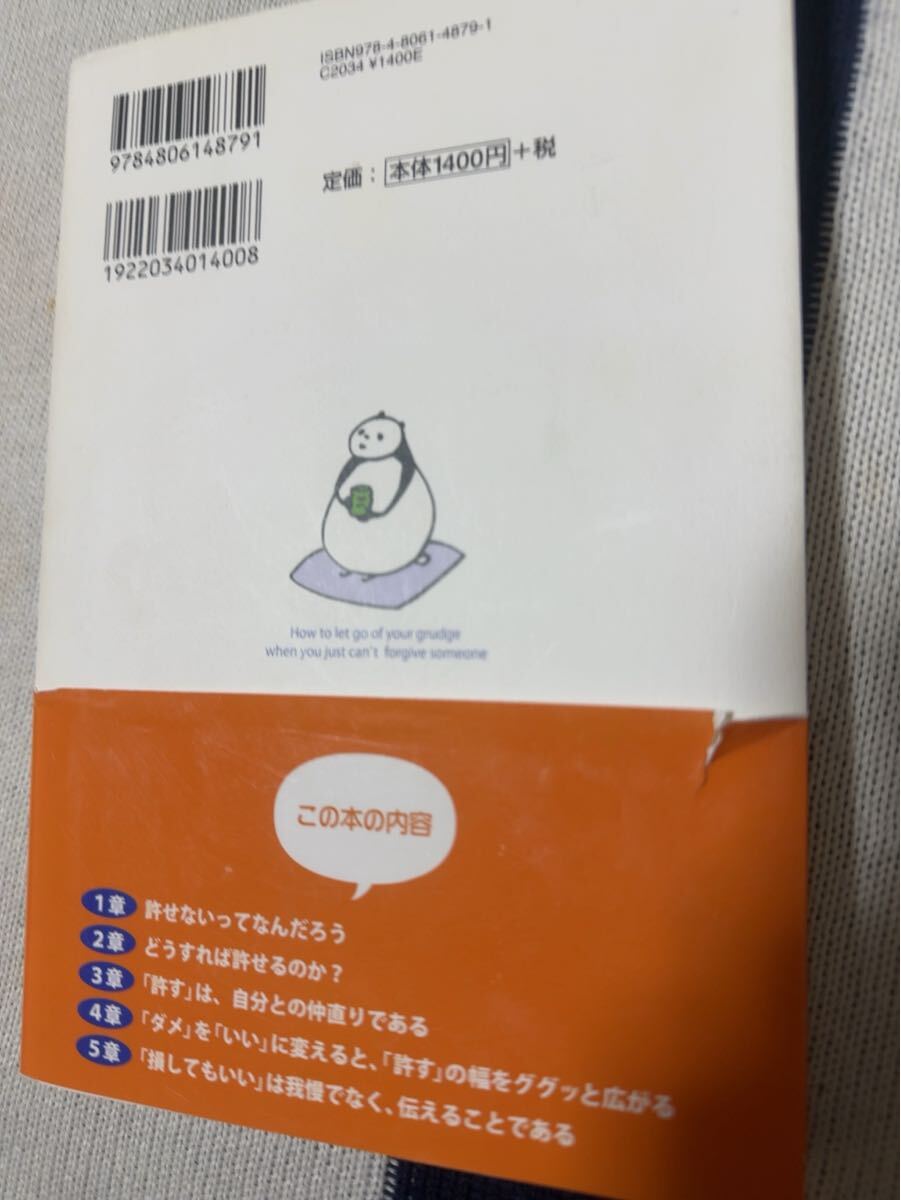 ISBN978-4-8061-4879-1
C2034 ¥1400E
9784806148791
定価：本体1400円+税
1922034014008
How to let go of your grudge
when you just can't forgive someone
この本の内容
1章 許せないってなんだろう
2章 どうすれば許せるのか？
3章 「許す」は、自分との仲直りである
4章 「ダメ」を「いい」に変えると、「許す」の幅をググッと広がる
5章 「損してもいい」は我慢でなく、伝えることである